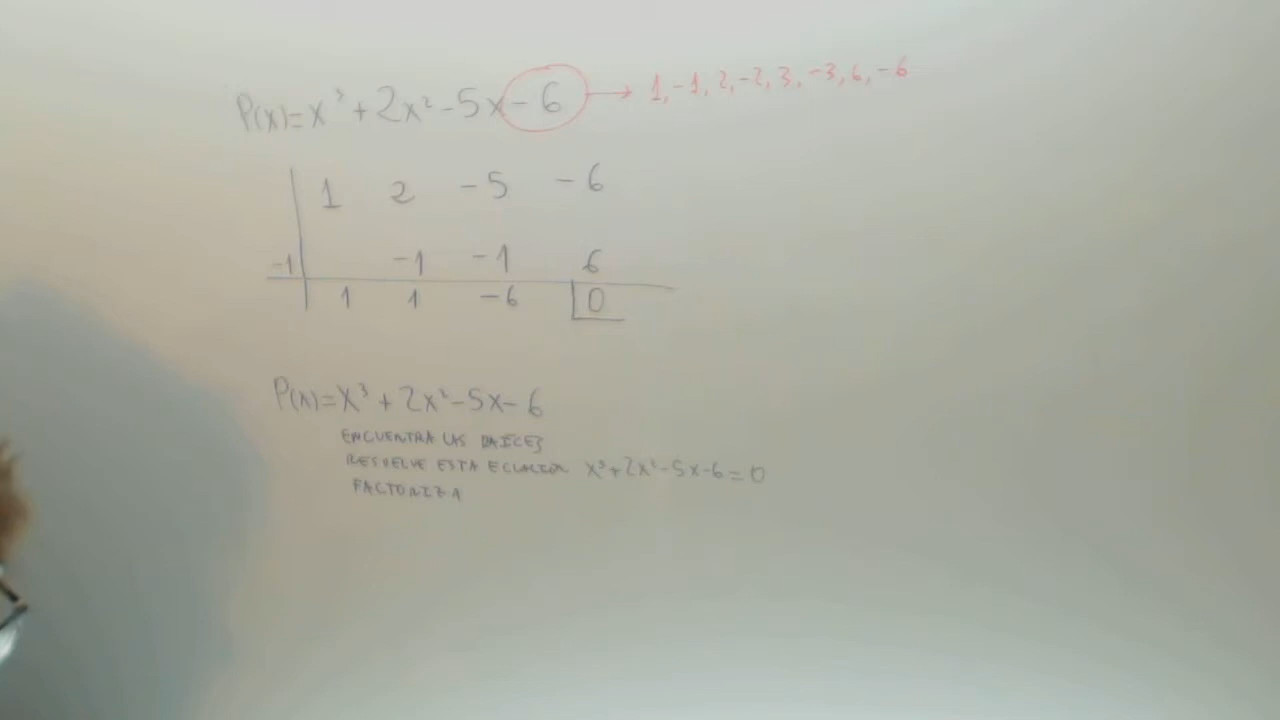 P(x)=x³+2x²-5x-6 → 1,-1,2,-2,3,-3,6,-6
1 2 -5 -6
-1 -1 -1 6
1 1 -6 0
P(x)=x³+2x²-5x-6
ENCUENTRA LAS RAÍCES
RESUELVE ESTA ECUACIÓN x³+2x²-5x-6=0
FACTORIZA